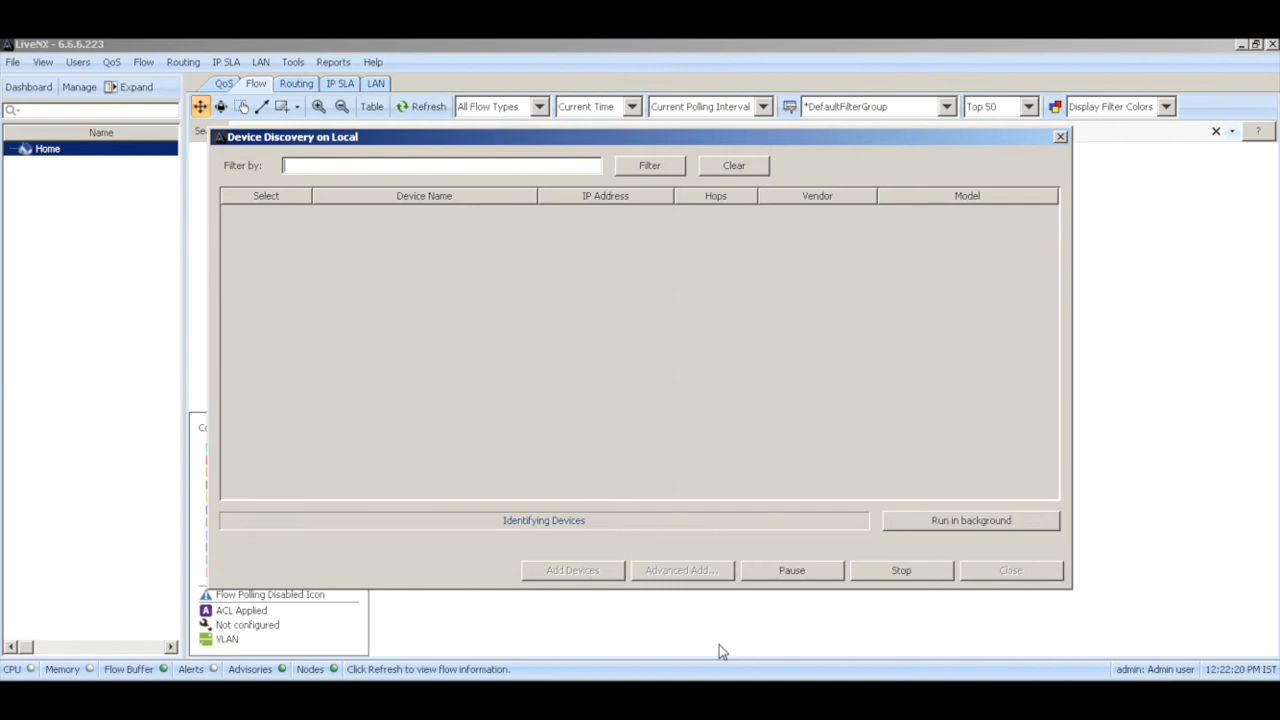 LiveNX - 6.6.6.223
File View Users QoS Flow Routing IP SLA LAN Tools Reports Help
Dashboard Manage Expand
QoS Flow Routing IP SLA LAN
Table Refresh All Flow Types Current Time Current Polling Interval *DefaultFilterGroup Top 50 Display Filter Colors
Name
Home
Device Discovery on Local
?
Filter by: Filter Clear
Select Device Name IP Address Hops Vendor Model
Identifying Devices Run in background
Add Devices Advanced Add... Pause Stop Close
Flow Polling Disabled Icon
A ACL Applied
Not configured
VLAN
CPU Memory Flow Buffer Alerts Advisories Nodes Click Refresh to view flow information. admin: Admin user 12:22:20 PM IST